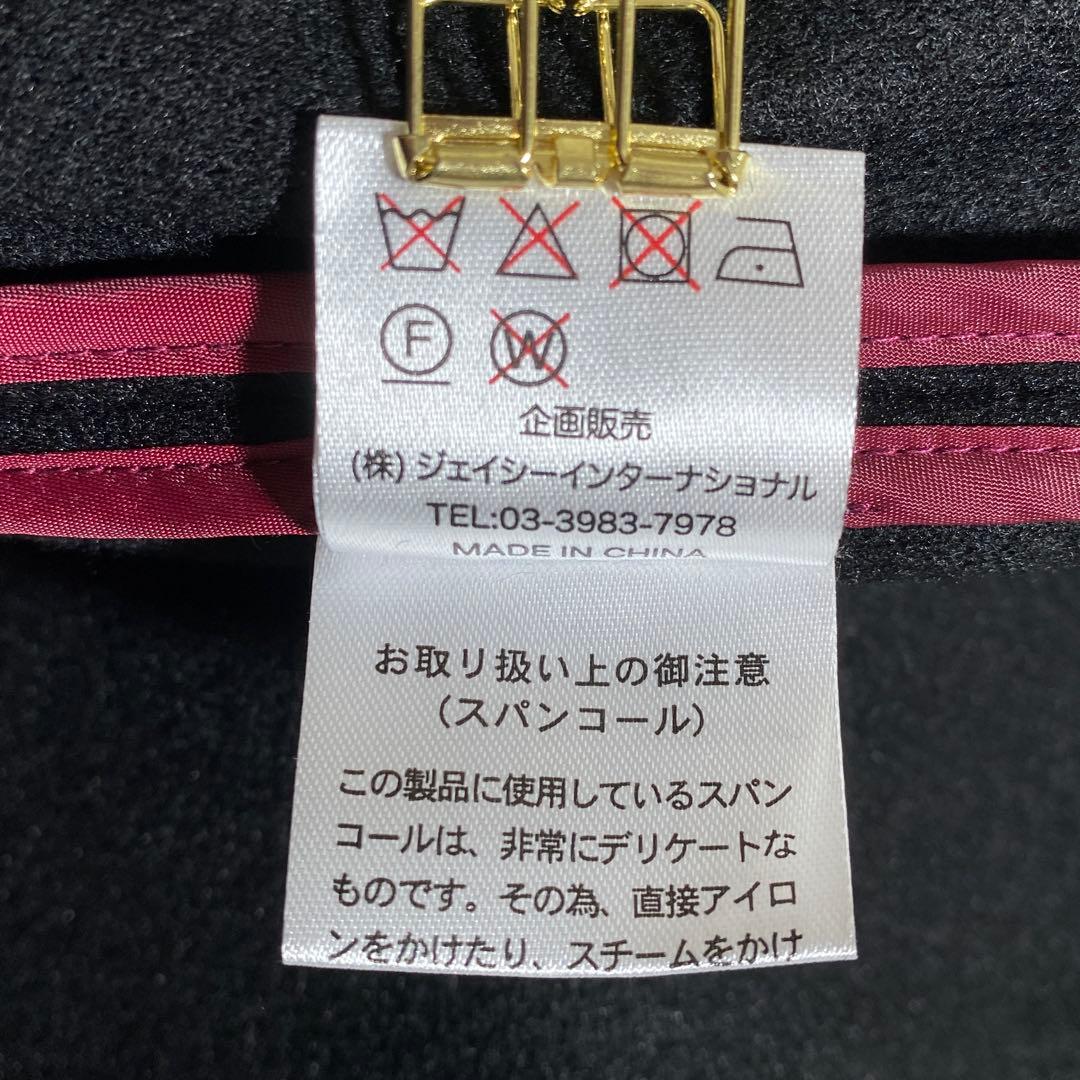 F W
企画販売
(株)ジェイシーインターナショナル
TEL:03-3983-7978
MADE IN CHINA
お取り扱い上の御注意
(スパンコール)
この製品に使用しているスパン
コールは、非常にデリケートな
ものです。その為、直接アイロ
ンをかけたり、スチームをかけ